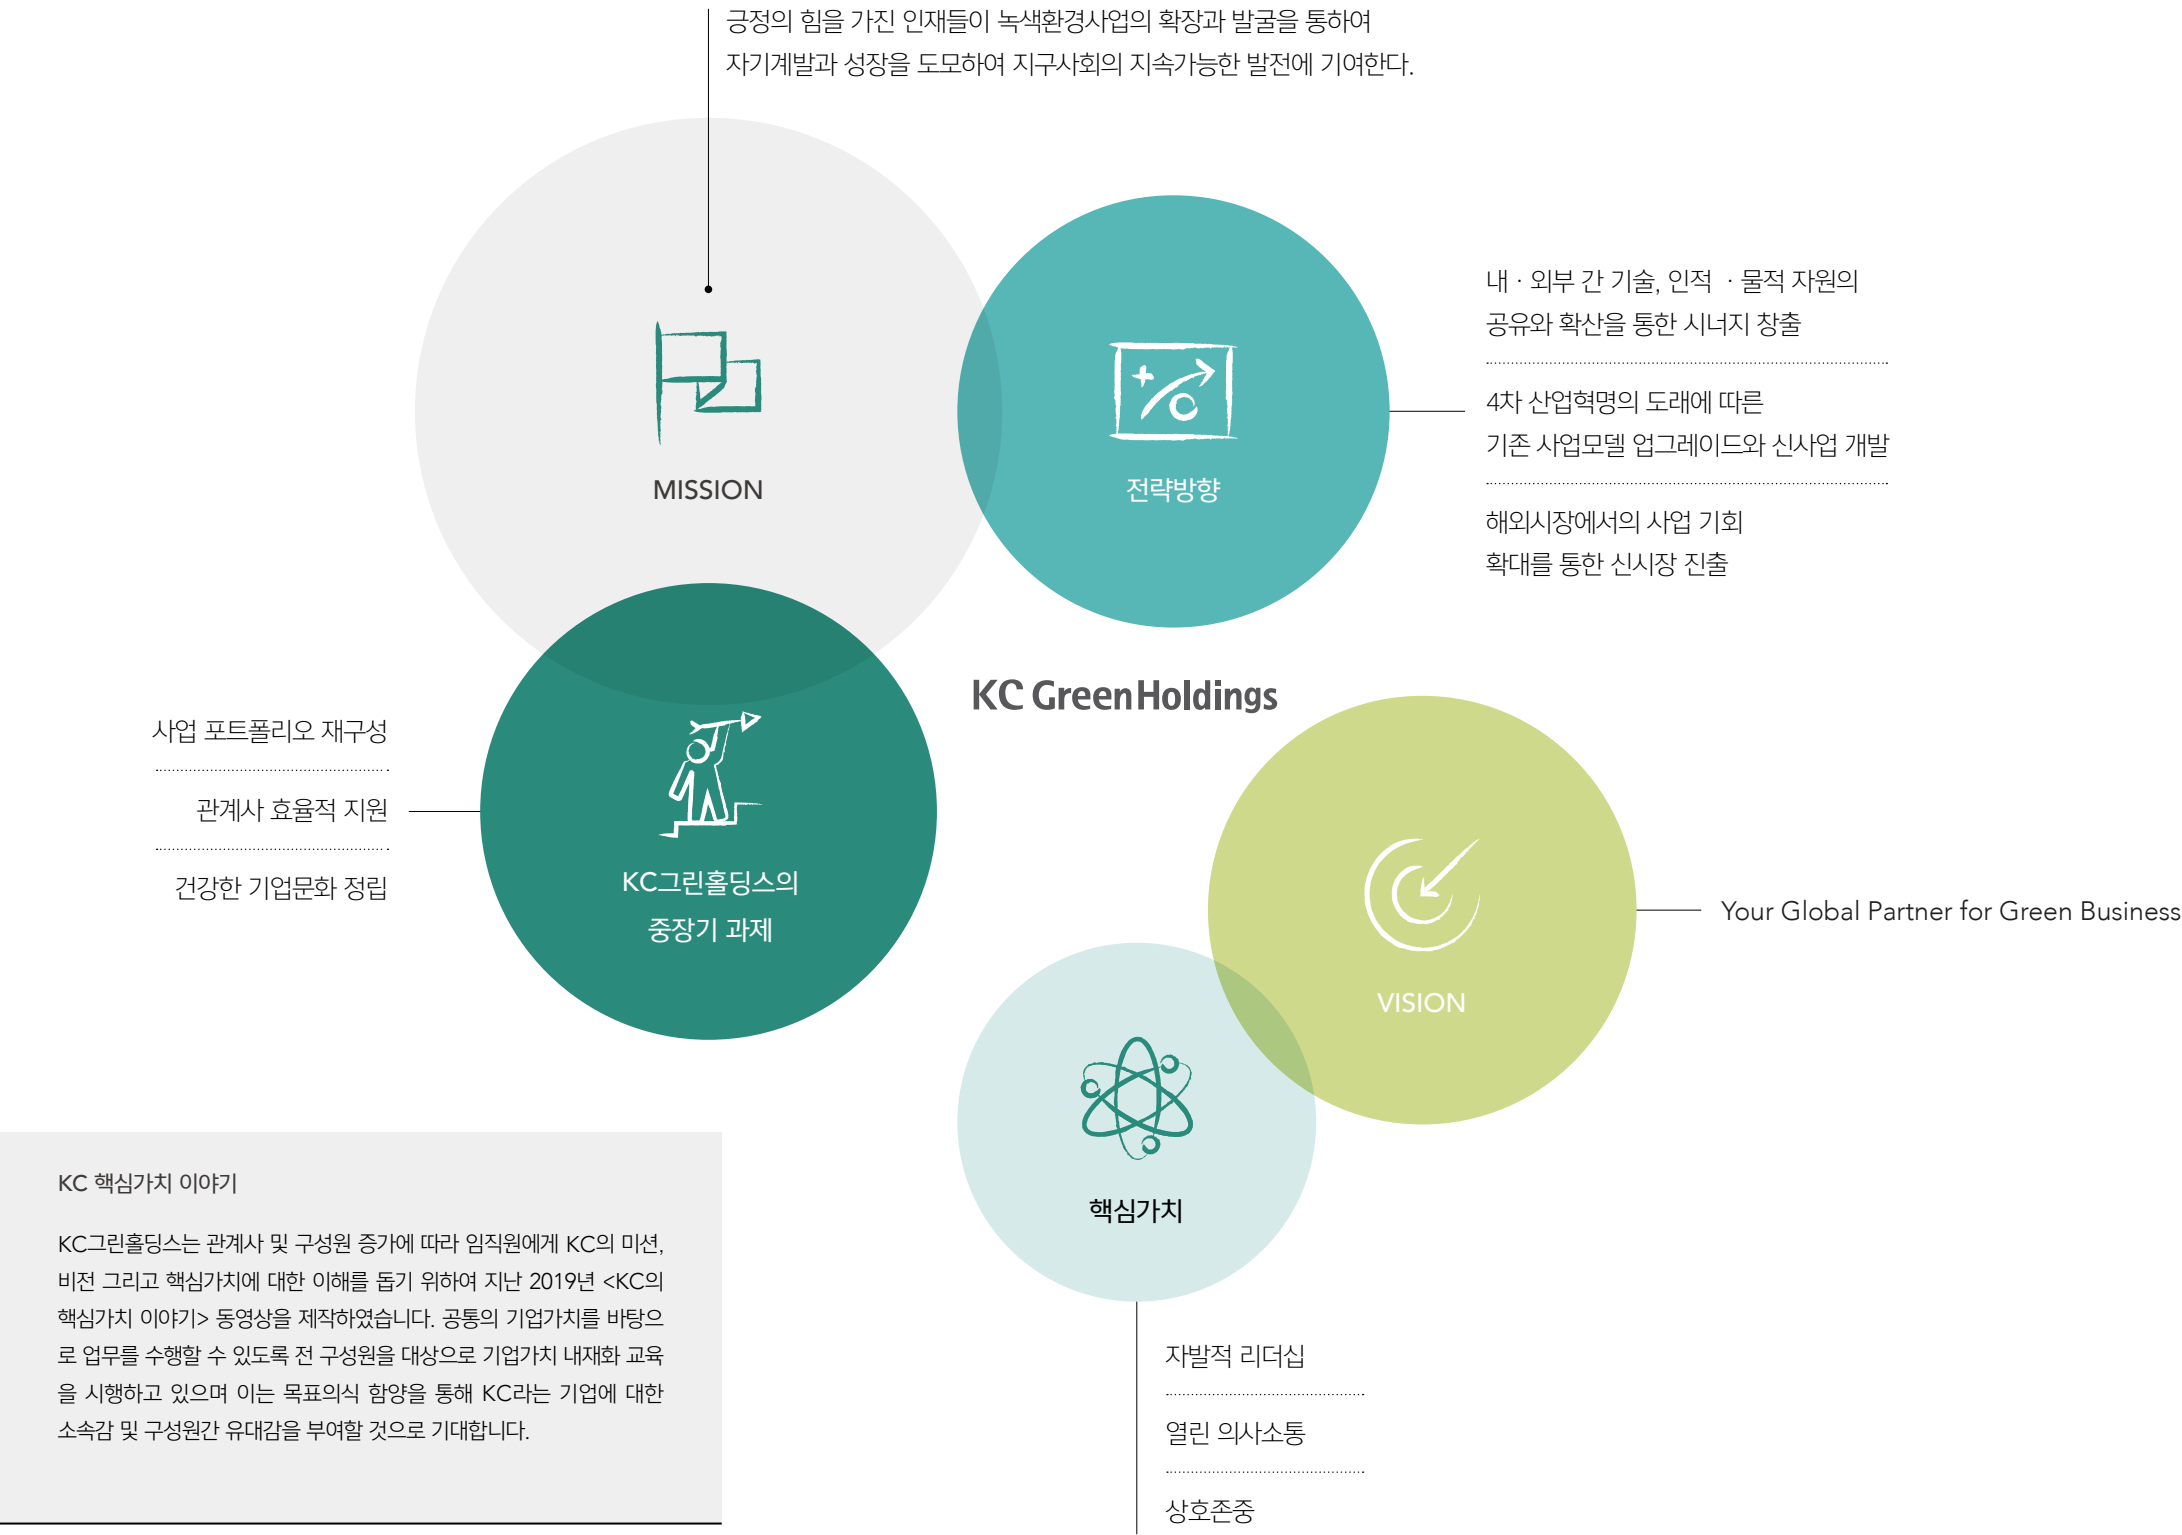 긍정의 힘을 가진 인재들이 녹색환경사업의 확장과 발굴을 통하여
자기계발과 성장을 도모하여 지구사회의 지속가능한 발전에 기여한다.
MISSION
전략방향
내 · 외부 간 기술, 인적 · 물적 자원의
공유와 확산을 통한 시너지 창출
4차 산업혁명의 도래에 따른
기존 사업모델 업그레이드와 신사업 개발
해외시장에서의 사업 기회
확대를 통한 신시장 진출
KC GreenHoldings
사업 포트폴리오 재구성
관계사 효율적 지원
건강한 기업문화 정립
KC그린홀딩스의
중장기 과제
VISION
Your Global Partner for Green Business
핵심가치
자발적 리더십
열린 의사소통
상호존중
KC 핵심가치 이야기
KC그린홀딩스는 관계사 및 구성원 증가에 따라 임직원에게 KC의 미션,
비전 그리고 핵심가치에 대한 이해를 돕기 위하여 지난 2019년 <KC의
핵심가치 이야기> 동영상을 제작하였습니다. 공통의 기업가치를 바탕으
로 업무를 수행할 수 있도록 전 구성원을 대상으로 기업가치 내재화 교육
을 시행하고 있으며 이는 목표의식 함양을 통해 KC라는 기업에 대한
소속감 및 구성원간 유대감을 부여할 것으로 기대합니다.